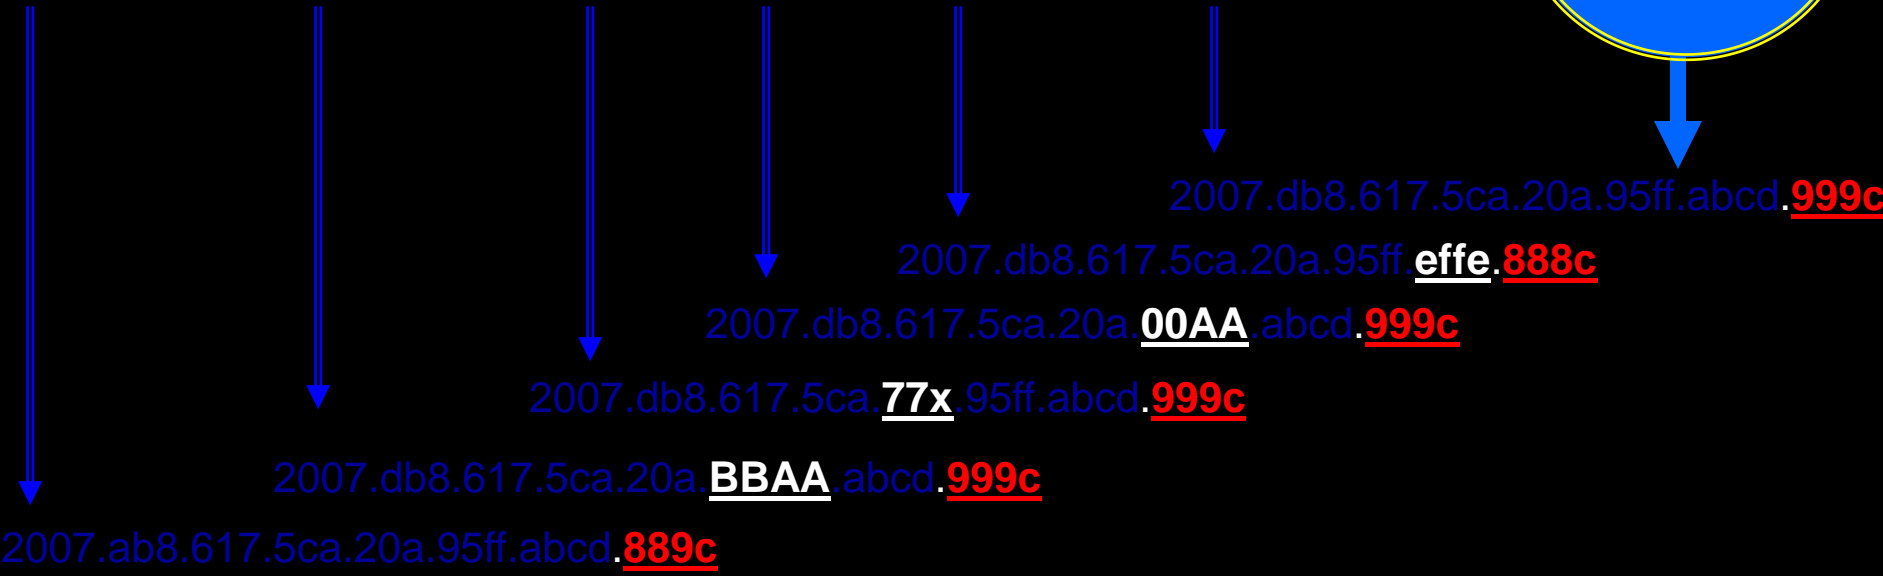 2007.db8.617.5ca.20a.95ff.abcd.999c
2007.db8.617.5ca.20a.95ff.effe.888c
2007.db8.617.5ca.20a.00AA.abcd.999c
2007.db8.617.5ca.77x.95ff.abcd.999c
2007.db8.617.5ca.20a.BBAA.abcd.999c
2007.ab8.617.5ca.20a.95ff.abcd.889c